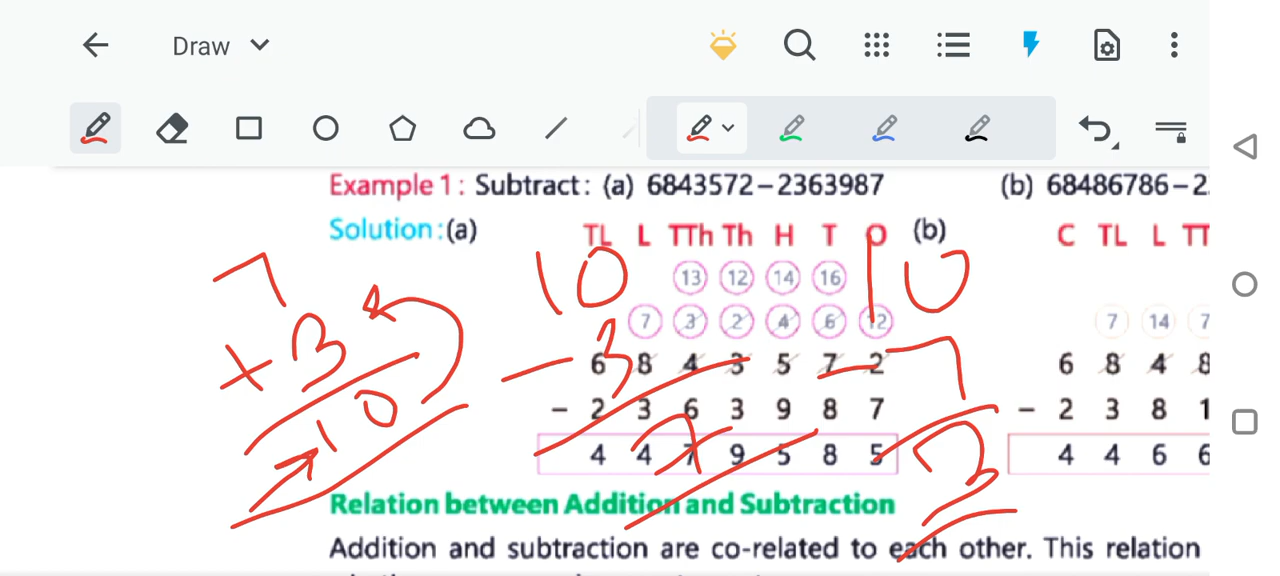 Draw
Example 1 : Subtract : (a) 6843572 – 2363987 (b) 68486786 – 2
Solution : (a) TL L TTh Th H T O (b) C TL L TT
13 12 14 16
7 3 2 4 6 12 7 14 7
6 8 4 3 5 7 2 6 8 4 8
– 2 3 6 3 9 8 7 – 2 3 8 1
4 4 7 9 5 8 5 4 4 6 6
7
+ 3
10
10
– 3
7
10
– 7
3
Relation between Addition and Subtraction
Addition and subtraction are co-related to each other. This relation